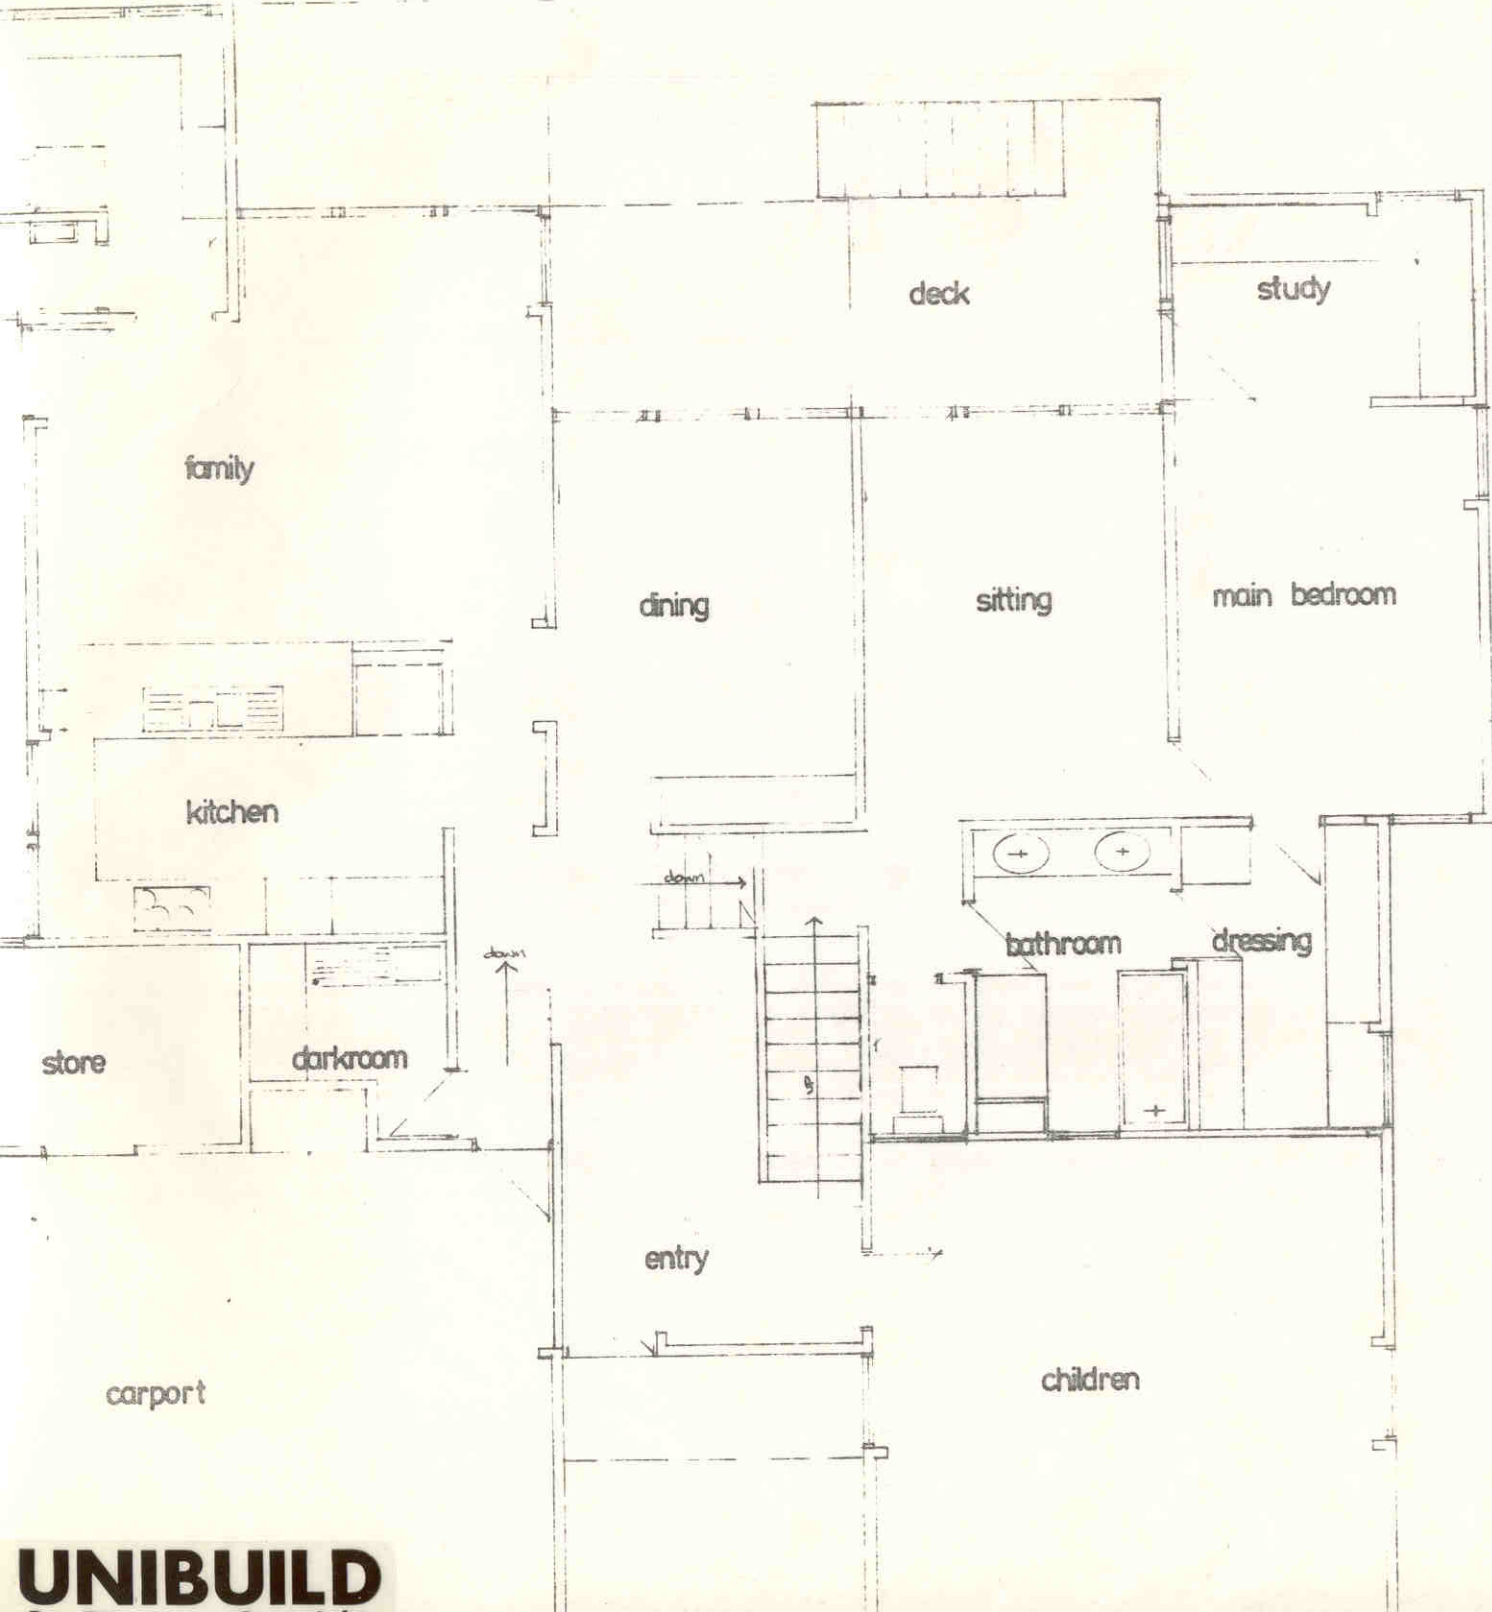 deck
study
family
dining
sitting
main bedroom
kitchen
down
bathroom
dressing
down
store
darkroom
entry
carport
children
UNIBUILD